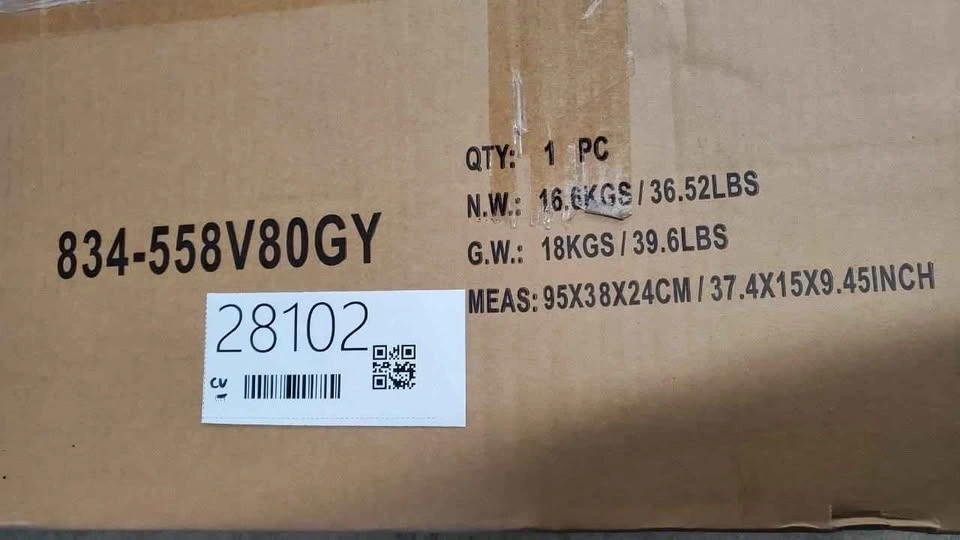 834-558V80GY
QTY: 1 PC
N.W.: 16.6KGS / 36.52LBS
G.W.: 18KGS / 39.6LBS
MEAS: 95X38X24CM / 37.4X15X9.45INCH
28102
CV